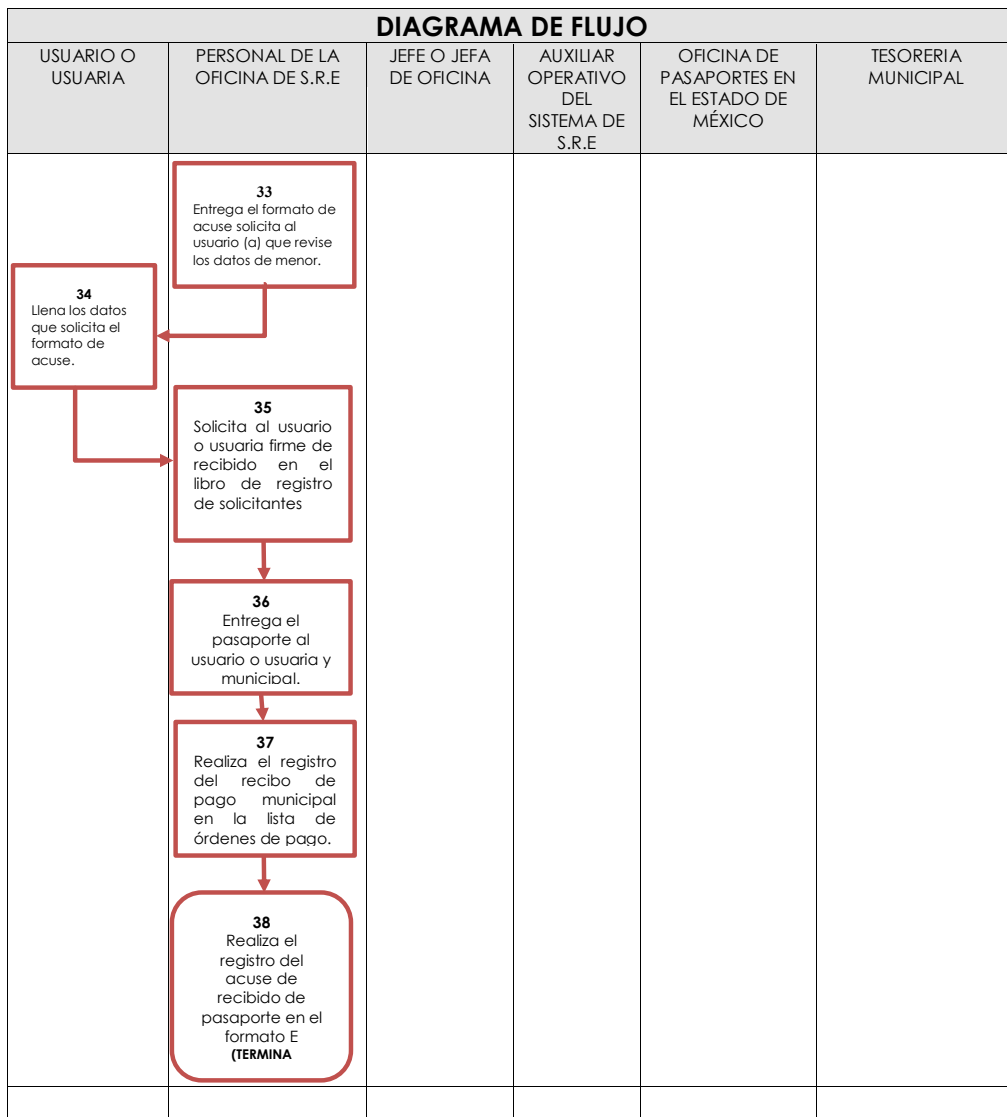 DIAGRAMA DE FLUJO
USUARIO O
USUARIA
PERSONAL DE LA
OFICINA DE S.R.E
JEFE O JEFA
DE OFICINA
AUXILIAR
OPERATIVO
DEL
SISTEMA DE
S.R.E
OFICINA DE
PASAPORTES EN
EL ESTADO DE
MÉXICO
TESORERIA
MUNICIPAL
33
Entrega el formato de
acuse solicita al
usuario (a) que revise
los datos de menor.
34
Llena los datos
que solicita el
formato de
acuse.
35
Solicita al usuario
o usuaria firme de
recibido en el
libro de registro
de solicitantes
36
Entrega el
pasaporte al
usuario o usuaria y
municipal.
37
Realiza el registro
del recibo de
pago municipal
en la lista de
órdenes de pago.
38
Realiza el
registro del
acuse de
recibido de
pasaporte en el
formato E
(TERMINA